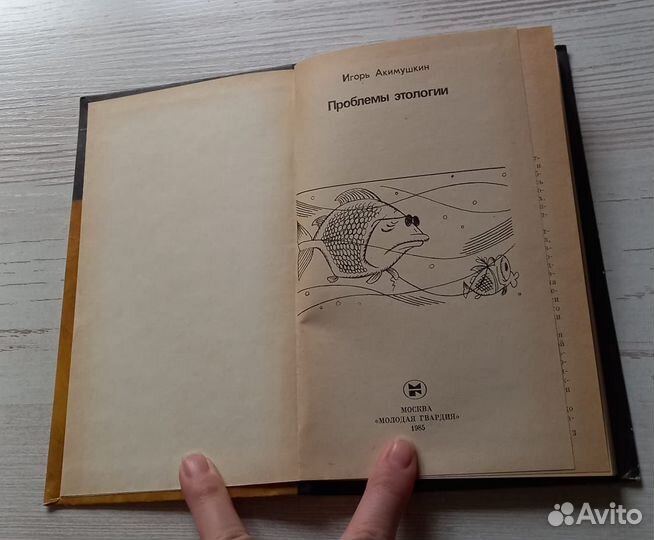 Игорь Акимушкин
Проблемы этологии
МОСКВА
«МОЛОДАЯ ГВАРДИЯ»
1985
Avito